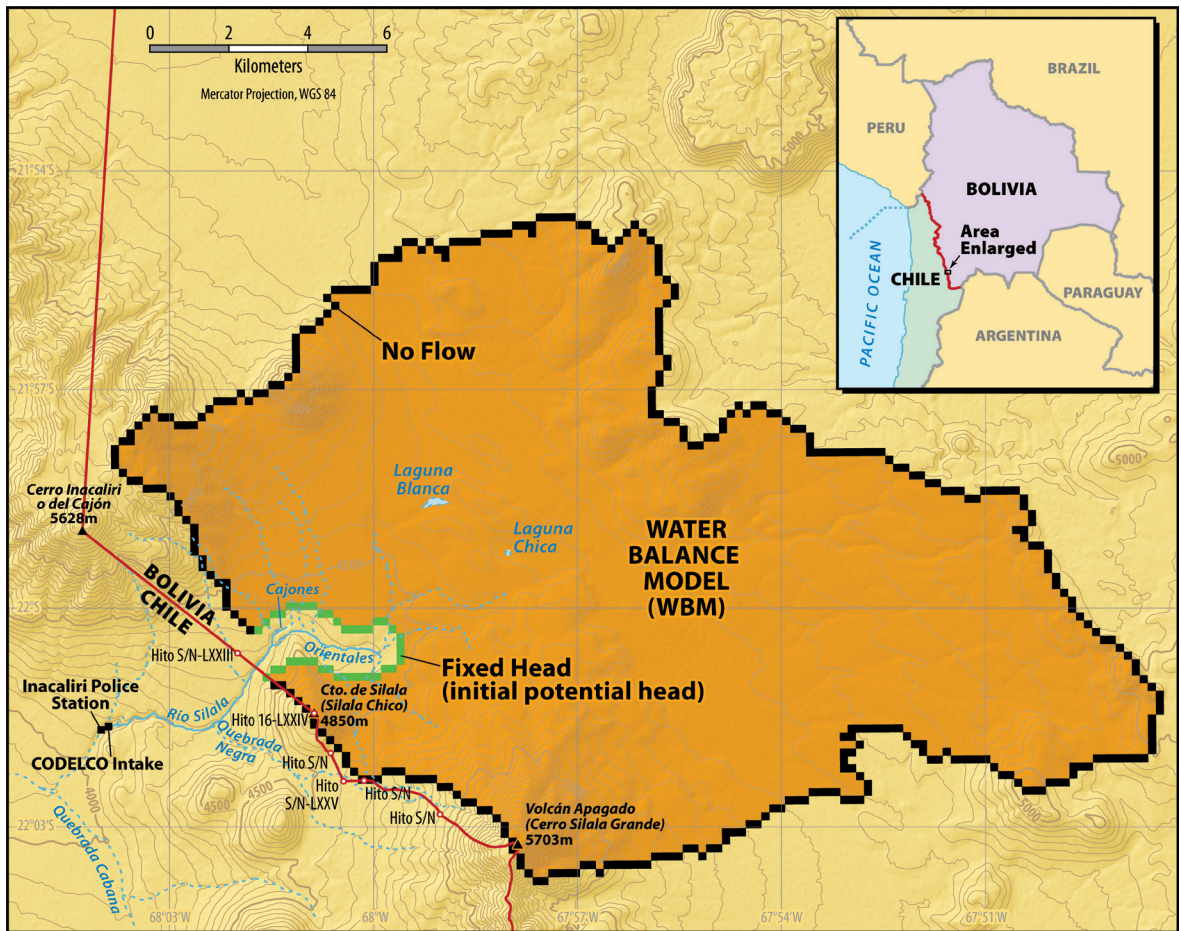 0 2 4 6
Kilometers
Mercator Projection, WGS 84
BRAZIL
PERU
BOLIVIA
Area
Enlarged
CHILE
PACIFIC OCEAN
PARAGUAY
ARGENTINA
5000
21°54'S
No Flow
21°57'S
5000
5000
Cerro Inacaliri
o del Cajón
5628m
Laguna
Blanca
Laguna
Chica
WATER
BALANCE
MODEL
(WBM)
BOLIVIA
CHILE
Cajones
22°S
Orientales
Hito S/N-LXXIII
Fixed Head
(initial potential head)
Inacaliri Police
Station
Río Silala
Cto. de Silala
(Silala Chico)
4850m
Hito 16-LXXIV
Quebrada
Negra
CODELCO Intake
Hito S/N
Hito
S/N-LXXV
Hito S/N
4000
4500
4500
Hito S/N
Volcán Apagado
(Cerro Silala Grande)
5703m
5000
22°03'S
Quebrada Cabana
68°03'W
68°W
67°57'W
67°54'W
67°51'W